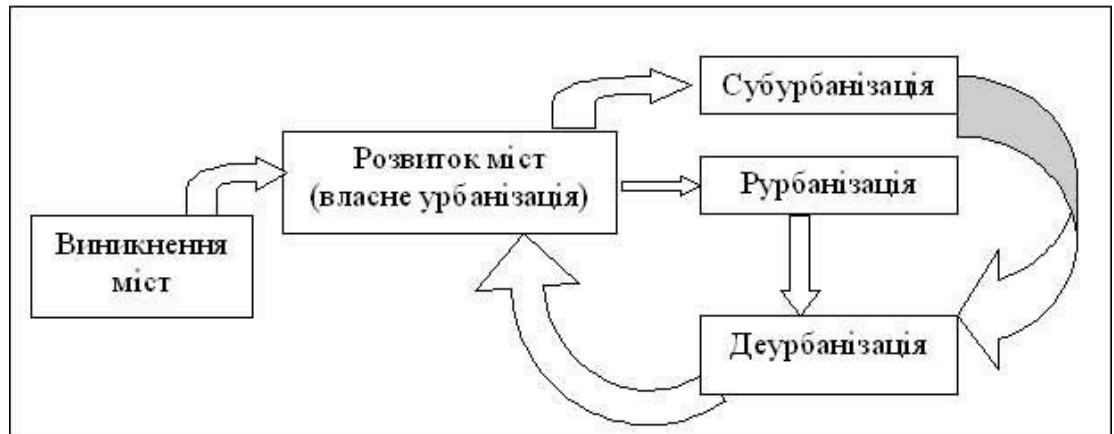 Виникнення
міст
Розвиток міст
(власне урбанізація)
Субурбанізація
Рурбанізація
Деурбанізація